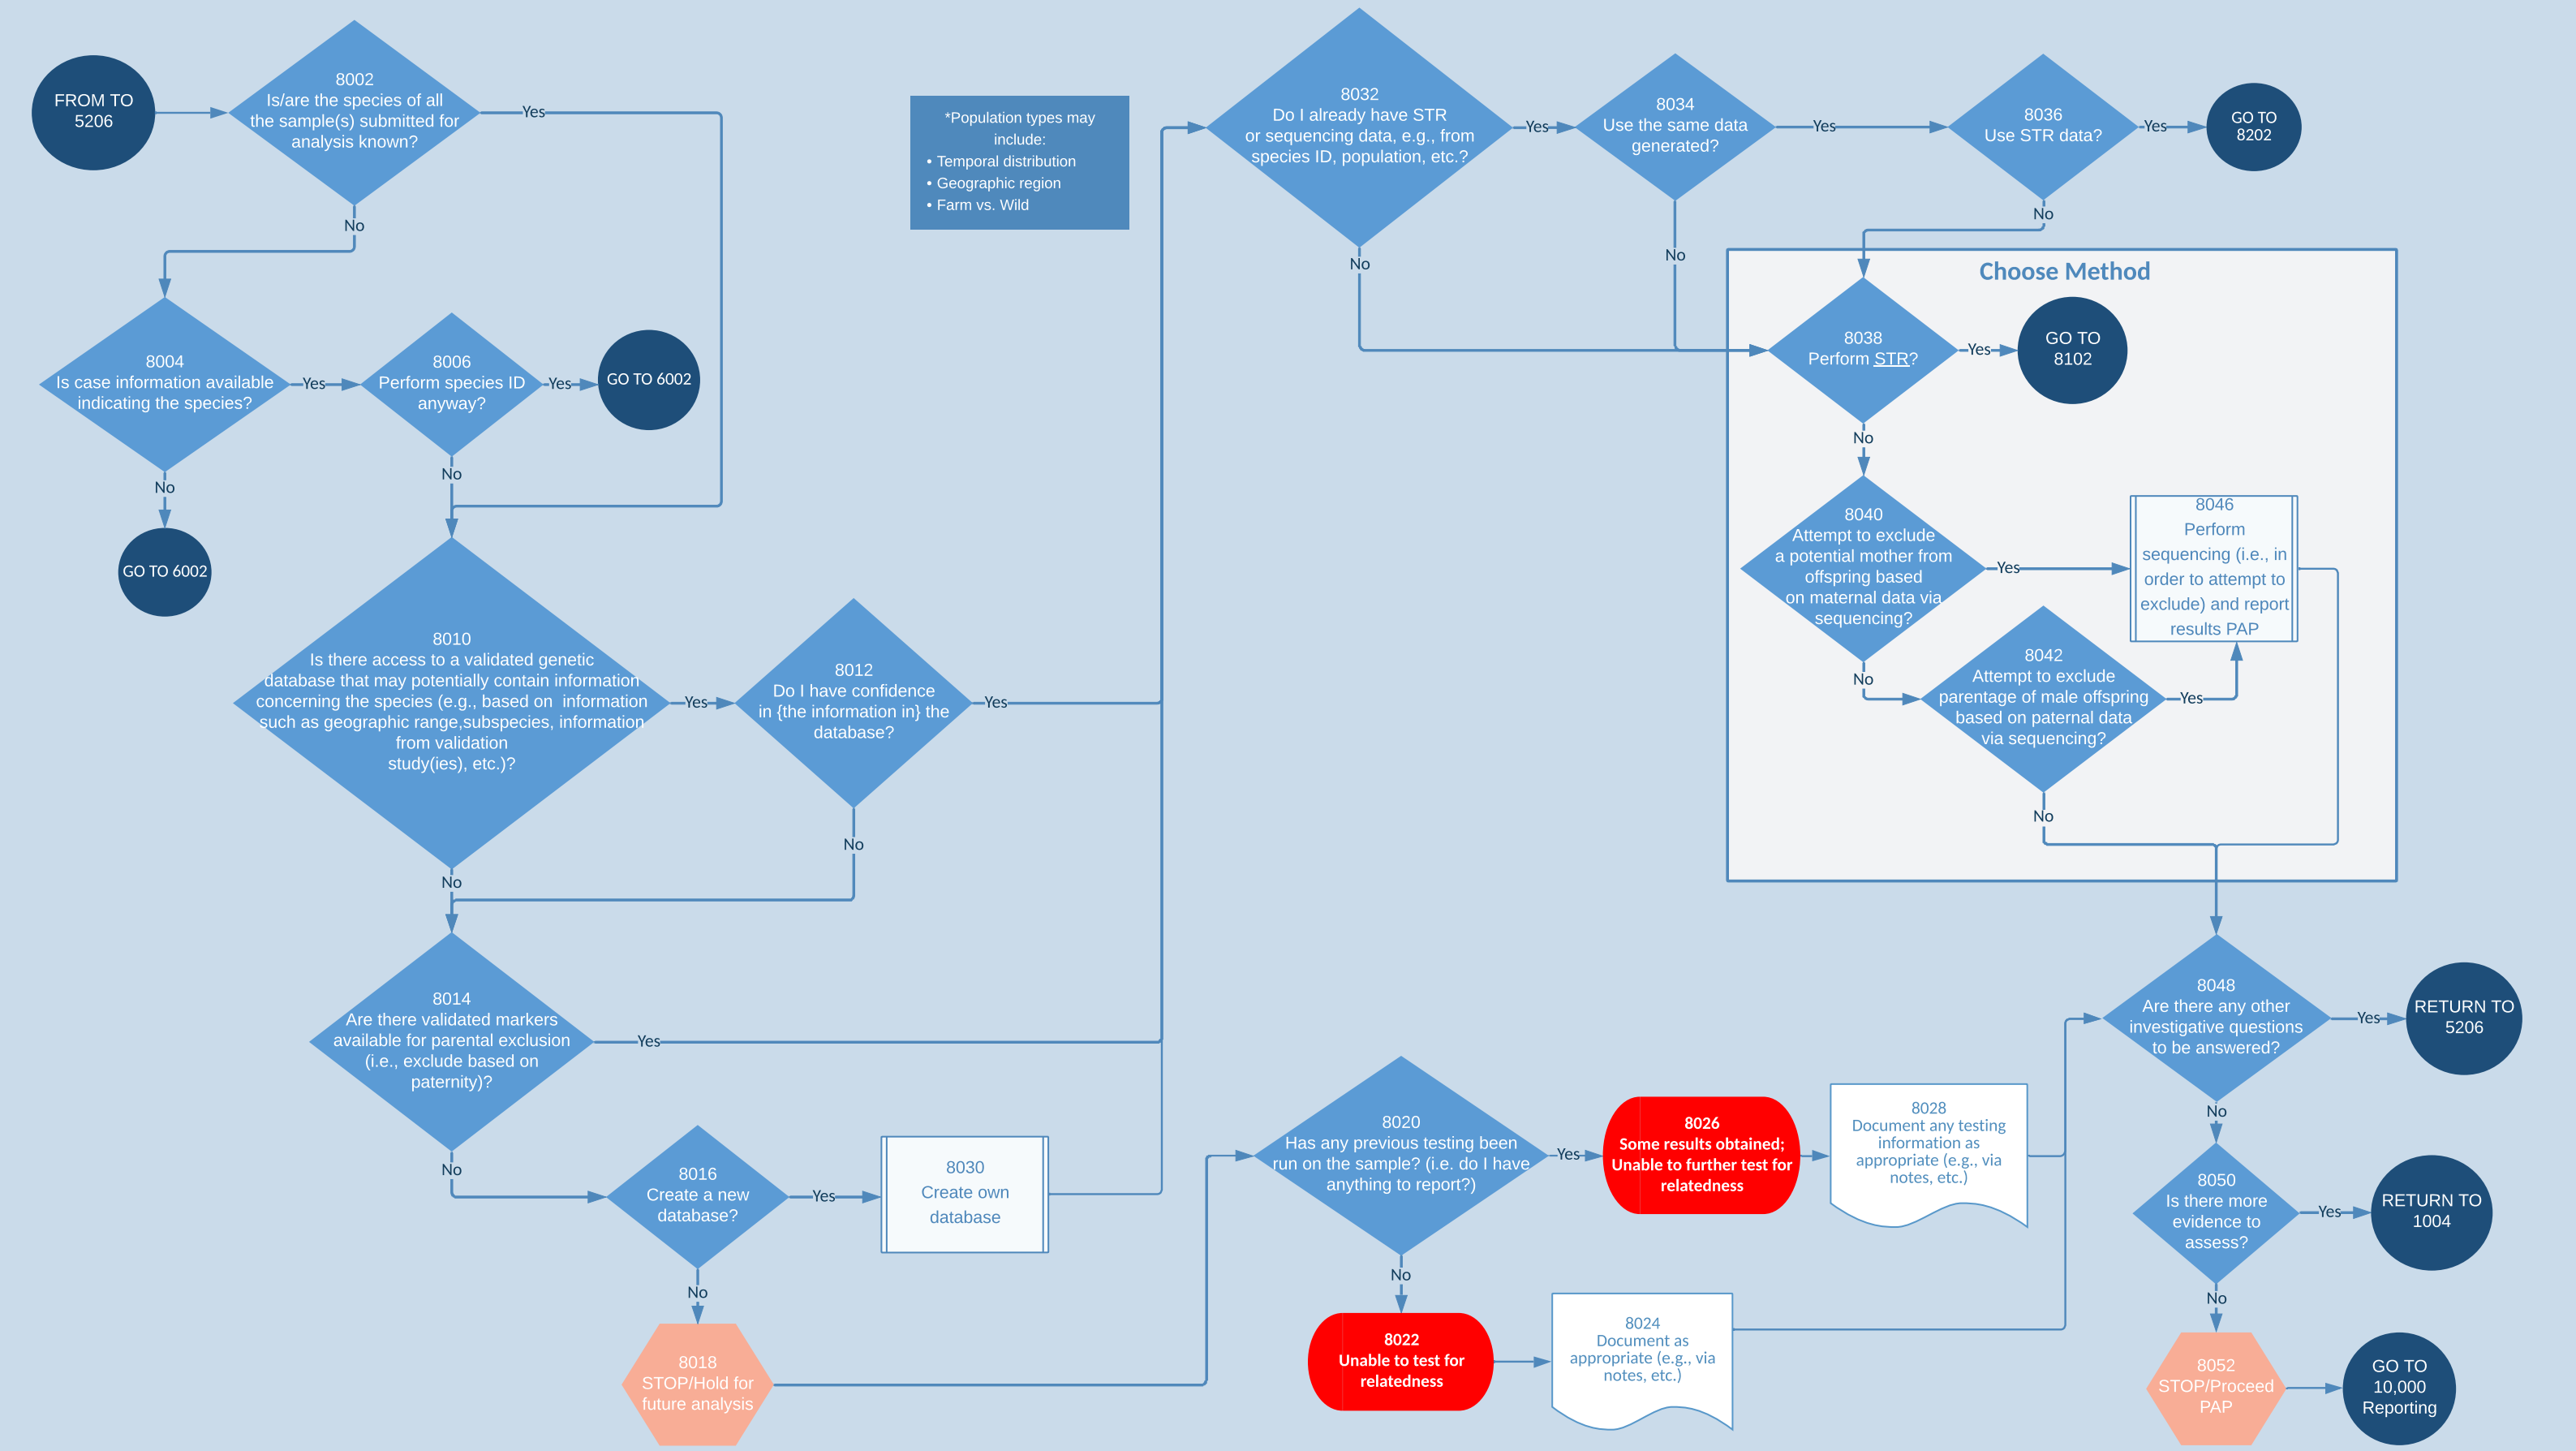 FROM TO
5206
8002
Is/are the species of all
the sample(s) submitted for
analysis known?
Yes
No
8004
Is case information available
indicating the species?
Yes
No
GO TO 6002
8006
Perform species ID
anyway?
Yes
No
GO TO 6002
8010
Is there access to a validated genetic
database that may potentially contain information
concerning the species (e.g., based on information
such as geographic range,subspecies, information
from validation
study(ies), etc.)?
Yes
No
8012
Do I have confidence
in {the information in} the
database?
Yes
No
8014
Are there validated markers
available for parental exclusion
(i.e., exclude based on
paternity)?
Yes
No
8016
Create a new
database?
Yes
No
8030
Create own
database
8018
STOP/Hold for
future analysis
*Population types may
include:
• Temporal distribution
• Geographic region
• Farm vs. Wild
8032
Do I already have STR
or sequencing data, e.g., from
species ID, population, etc.?
Yes
No
8034
Use the same data
generated?
Yes
No
8036
Use STR data?
Yes
No
GO TO
8202
Choose Method
8038
Perform STR?
Yes
No
GO TO
8102
8040
Attempt to exclude
a potential mother from
offspring based
on maternal data via
sequencing?
Yes
No
8046
Perform
sequencing (i.e., in
order to attempt to
exclude) and report
results PAP
8042
Attempt to exclude
parentage of male offspring
based on paternal data
via sequencing?
Yes
No
8020
Has any previous testing been
run on the sample? (i.e. do I have
anything to report?)
Yes
No
8026
Some results obtained;
Unable to further test for
relatedness
8028
Document any testing
information as
appropriate (e.g., via
notes, etc.)
8022
Unable to test for
relatedness
8024
Document as
appropriate (e.g., via
notes, etc.)
8048
Are there any other
investigative questions
to be answered?
Yes
No
RETURN TO
5206
8050
Is there more
evidence to
assess?
Yes
No
RETURN TO
1004
8052
STOP/Proceed
PAP
GO TO
10,000
Reporting